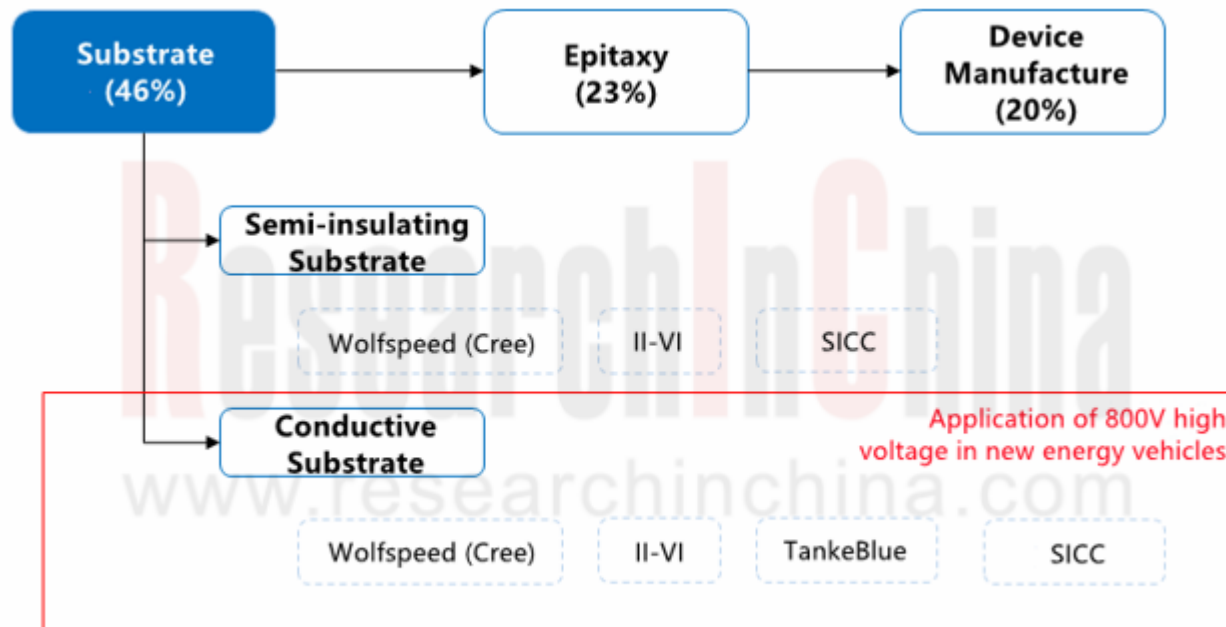 Substrate
(46%)
Epitaxy
(23%)
Device
Manufacture
(20%)
Semi-insulating
Substrate
Wolfspeed (Cree)
II-VI
SICC
Conductive
Substrate
Application of 800V high
voltage in new energy vehicles
Wolfspeed (Cree)
II-VI
TankeBlue
SICC
ResearchInChina
www.researchinchina.com